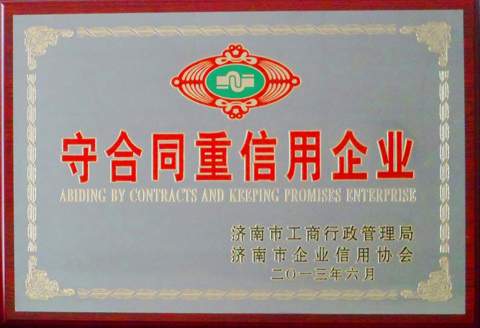 守合同重信用企业
ABIDING BY CONTRACTS AND KEEPING PROMISES ENTERPRISE
济南市工商行政管理局
济南市企业信用协会
二〇一三年六月